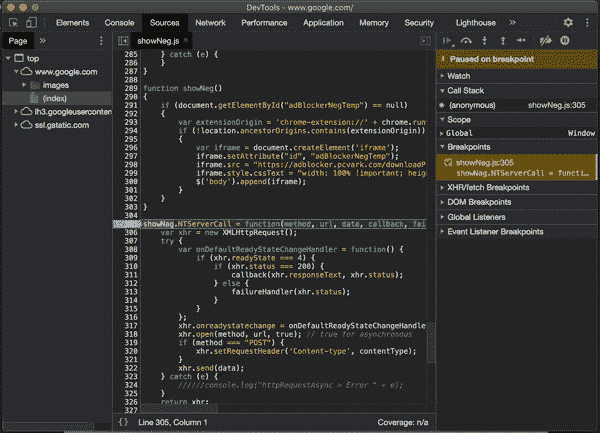 DevTools - www.google.com/
Elements Console Sources Network Performance Application Memory Security Lighthouse
Page
showNeg.js ×
Paused on breakpoint
top
www.google.com
images
(index)
lh3.googleusercontent
ssl.gstatic.com
285 } catch (e) {
286 }
287 }
288
289 function showNeg()
290 {
291 if (document.getElementById("adBlockerNegTemp") == null)
292 {
293 var extensionOrigin = 'chrome-extension://' + chrome.run
294 if (!location.ancestorOrigins.contains(extensionOrigin))
295 {
296 var iframe = document.createElement('iframe');
297 iframe.setAttribute("id", "adBlockerNegTemp");
298 iframe.src = "https://adblocker.pcvark.com/downloadP
299 iframe.style.cssText = "width: 100% !important; heigh
300 $('body').append(iframe);
301 }
302 }
303 }
304
showNag.NTServerCall = function(method, url, data, callback, fai
306 var xhr = new XMLHttpRequest();
307 try {
308 var onDefaultReadyStateChangeHandler = function() {
309 if (xhr.readyState === 4) {
310 if (xhr.status === 200) {
311 callback(xhr.responseText, xhr.status);
312 } else {
313 failureHandler(xhr.status);
314 }
315 }
316 };
317 xhr.onreadystatechange = onDefaultReadyStateChangeHandle
318 xhr.open(method, url, true); // true for asynchronous
319 if (method === "POST") {
320 xhr.setRequestHeader('Content-type', contentType);
321 }
322 xhr.send(data);
323 } catch (e) {
324 //////console.log("httpRequestAsync > Error " + e);
325 }
326 return xhr;
327
{} Line 305, Column 1 Coverage: n/a
Watch
Call Stack
(anonymous) showNeg.js:305
Scope
Global Window
Breakpoints
showNeg.js:305
showNeg.NTServerCall = functi…
XHR/fetch Breakpoints
DOM Breakpoints
Global Listeners
Event Listener Breakpoints